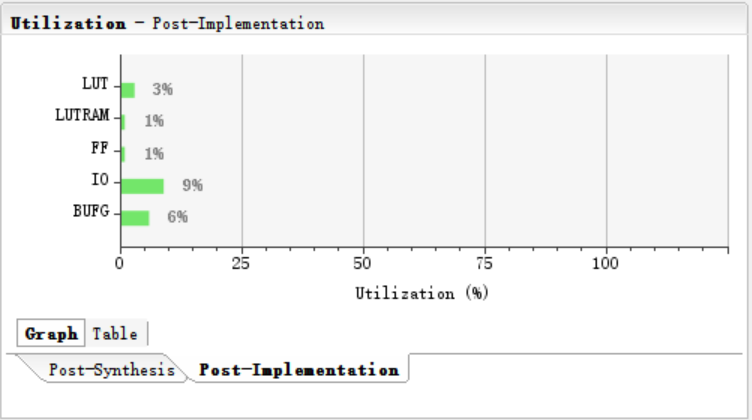 Utilization - Post-Implementation
LUT 3%
LUTRAM 1%
FF 1%
IO 9%
BUFG 6%
0 25 50 75 100
Utilization (%)
Graph Table
Post-Synthesis Post-Implementation